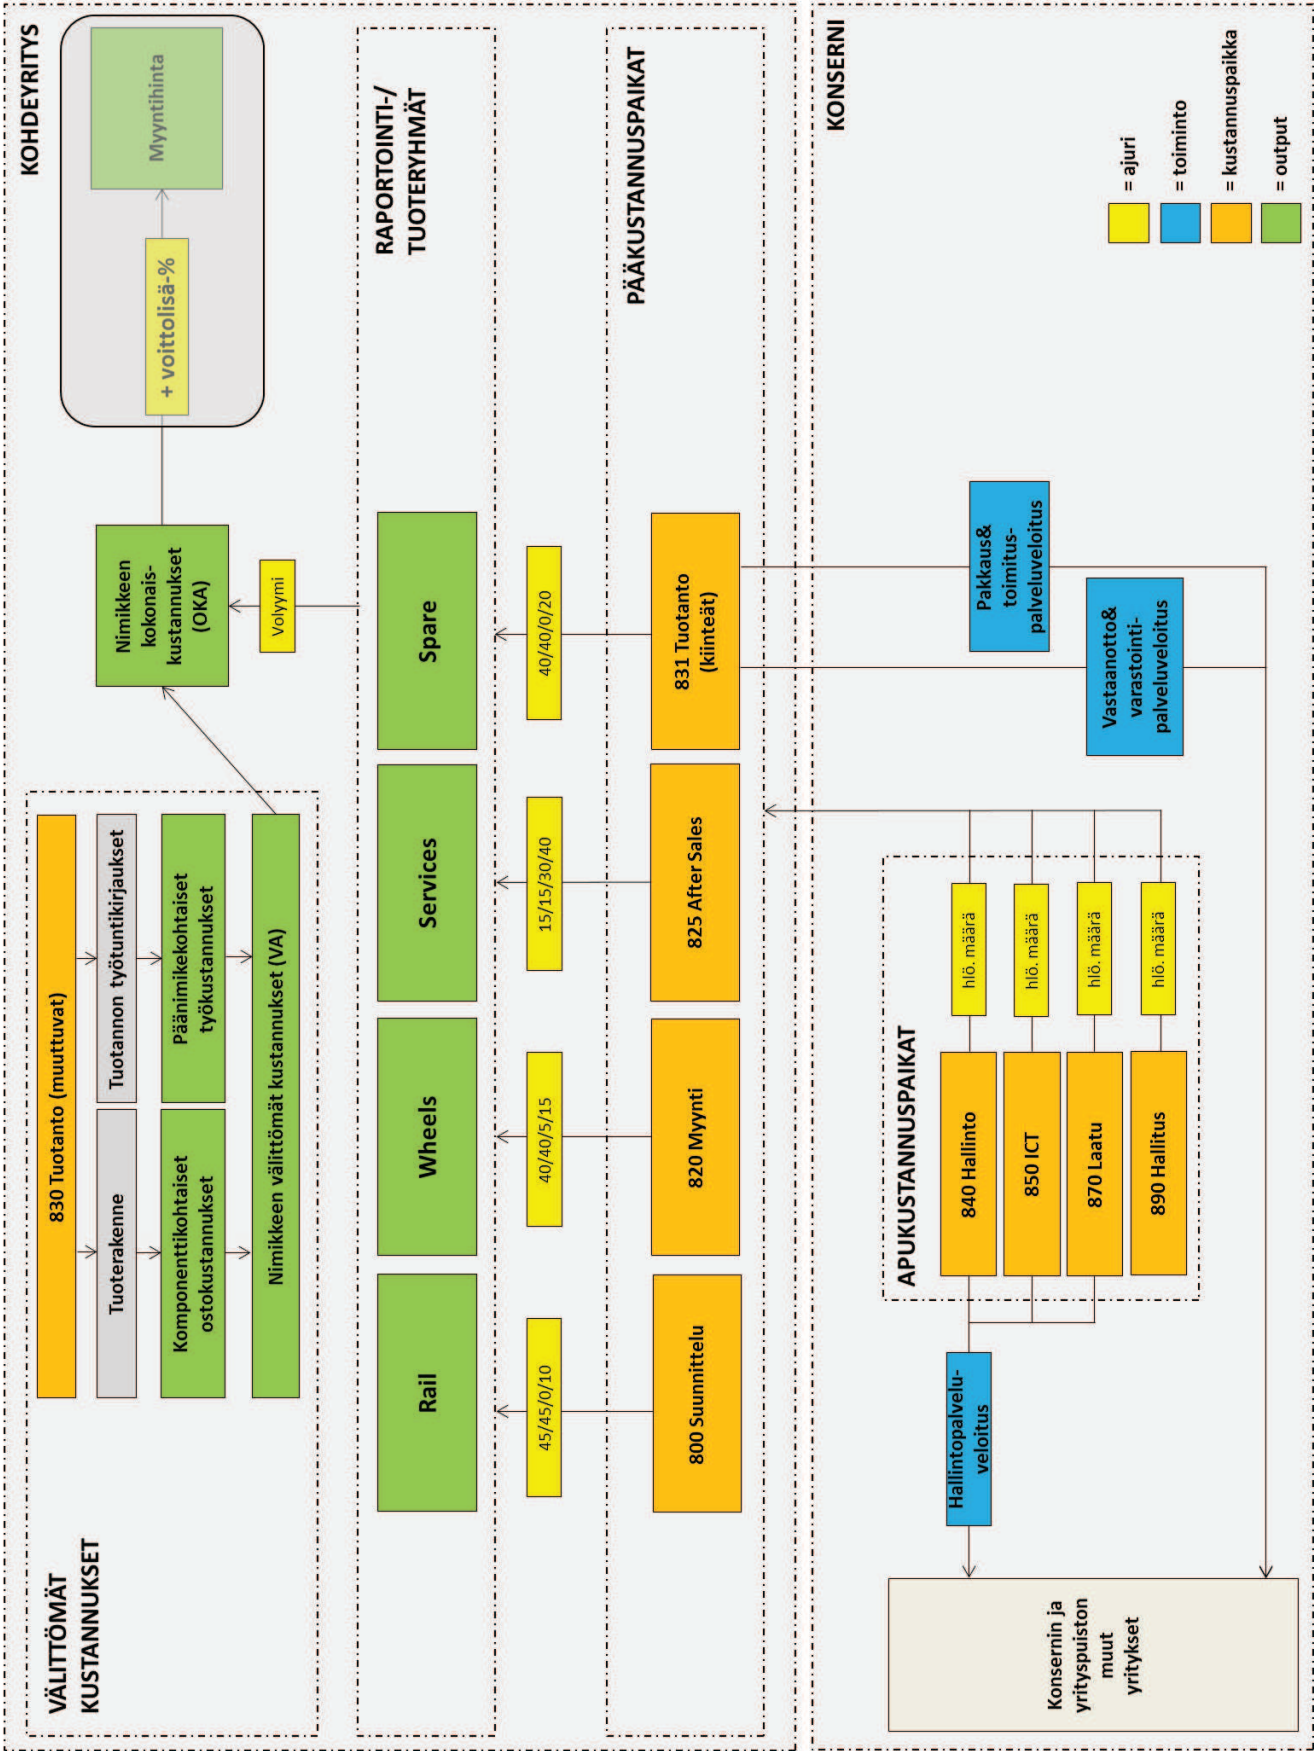 KOHDEYRITYS
VÄLITTÖMÄT
KUSTANNUKSET
830 Tuotanto (muuttuvat)
Tuoterakenne
Tuotannon työtuntikirjaukset
Komponenttikohtaiset
ostokustannukset
Päänimikekohtaiset
työkustannukset
Nimikkeen välittömät kustannukset (VA)
Nimikkeen
kokonais-
kustannukset
(OKA)
+ voittolisä-%
Myyntihinta
Volyymi
RAPORTOINTI-/
TUOTERYHMÄT
Rail
Wheels
Services
Spare
45/45/0/10
40/40/5/15
15/15/30/40
40/40/0/20
PÄÄKUSTANNUSPAIKAT
800 Suunnittelu
820 Myynti
825 After Sales
831 Tuotanto
(kiinteät)
KONSERNI
APUKUSTANNUSPAIKAT
840 Hallinto
hlö. määrä
850 ICT
hlö. määrä
870 Laatu
hlö. määrä
890 Hallitus
hlö. määrä
Hallintopalvelu-
veloitus
Pakkaus&
toimitus-
palveluveloitus
Vastaanotto&
varastointi-
palveluveloitus
Konsernin ja
yrityspuiston
muut
yritykset
= ajuri
= toiminto
= kustannuspaikka
= output